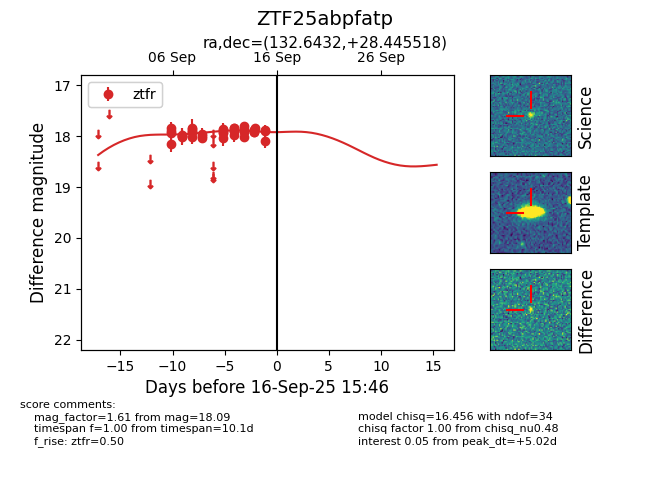 ZTF25abpfatp
ra,dec=(132.6432,+28.445518)
06 Sep 16 Sep 26 Sep
ztfr
17
18
19
20
21
22
Difference magnitude
−15 −10 −5 0 5 10 15
Days before 16-Sep-25 15:46
Science
Template
Difference
score comments:
mag_factor=1.61 from mag=18.09
timespan f=1.00 from timespan=10.1d
f_rise: ztfr=0.50
model chisq=16.456 with ndof=34
chisq factor 1.00 from chisq_nu0.48
interest 0.05 from peak_dt=+5.02d